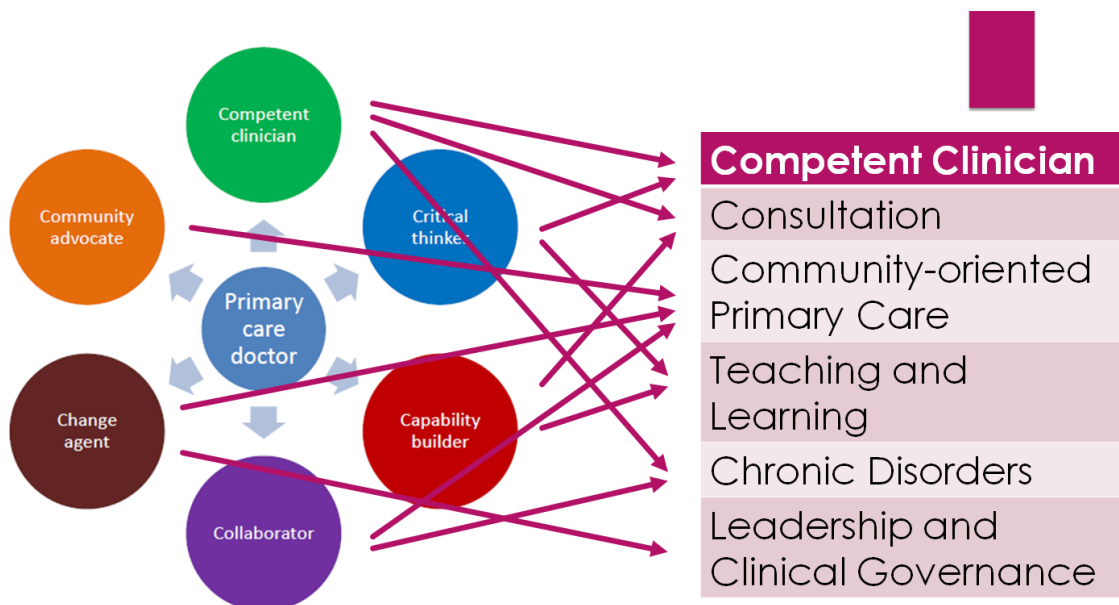 Competent
clinician
Community
advocate
Critical
thinker
Primary
care
doctor
Change
agent
Capability
builder
Collaborator
Competent Clinician
Consultation
Community-oriented
Primary Care
Teaching and
Learning
Chronic Disorders
Leadership and
Clinical Governance